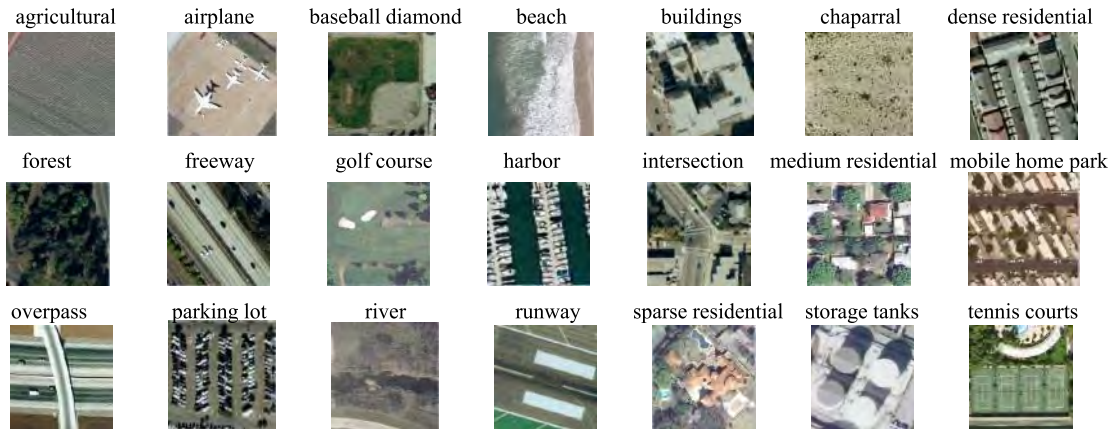 agricultural airplane baseball diamond beach buildings chaparral dense residential
forest freeway golf course harbor intersection medium residential mobile home park
overpass parking lot river runway sparse residential storage tanks tennis courts